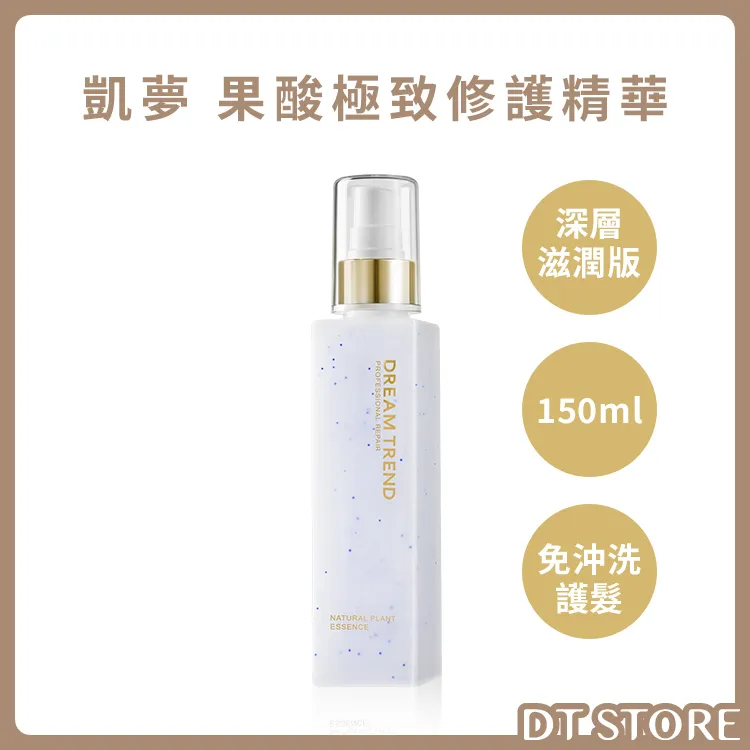 凱夢 果酸極致修護精華
深層
滋潤版
DREAM TREND
PROFESSIONAL REPAIR
150ml
免沖洗
護髮
NATURAL PLANT
ESSENCE
DT STORE